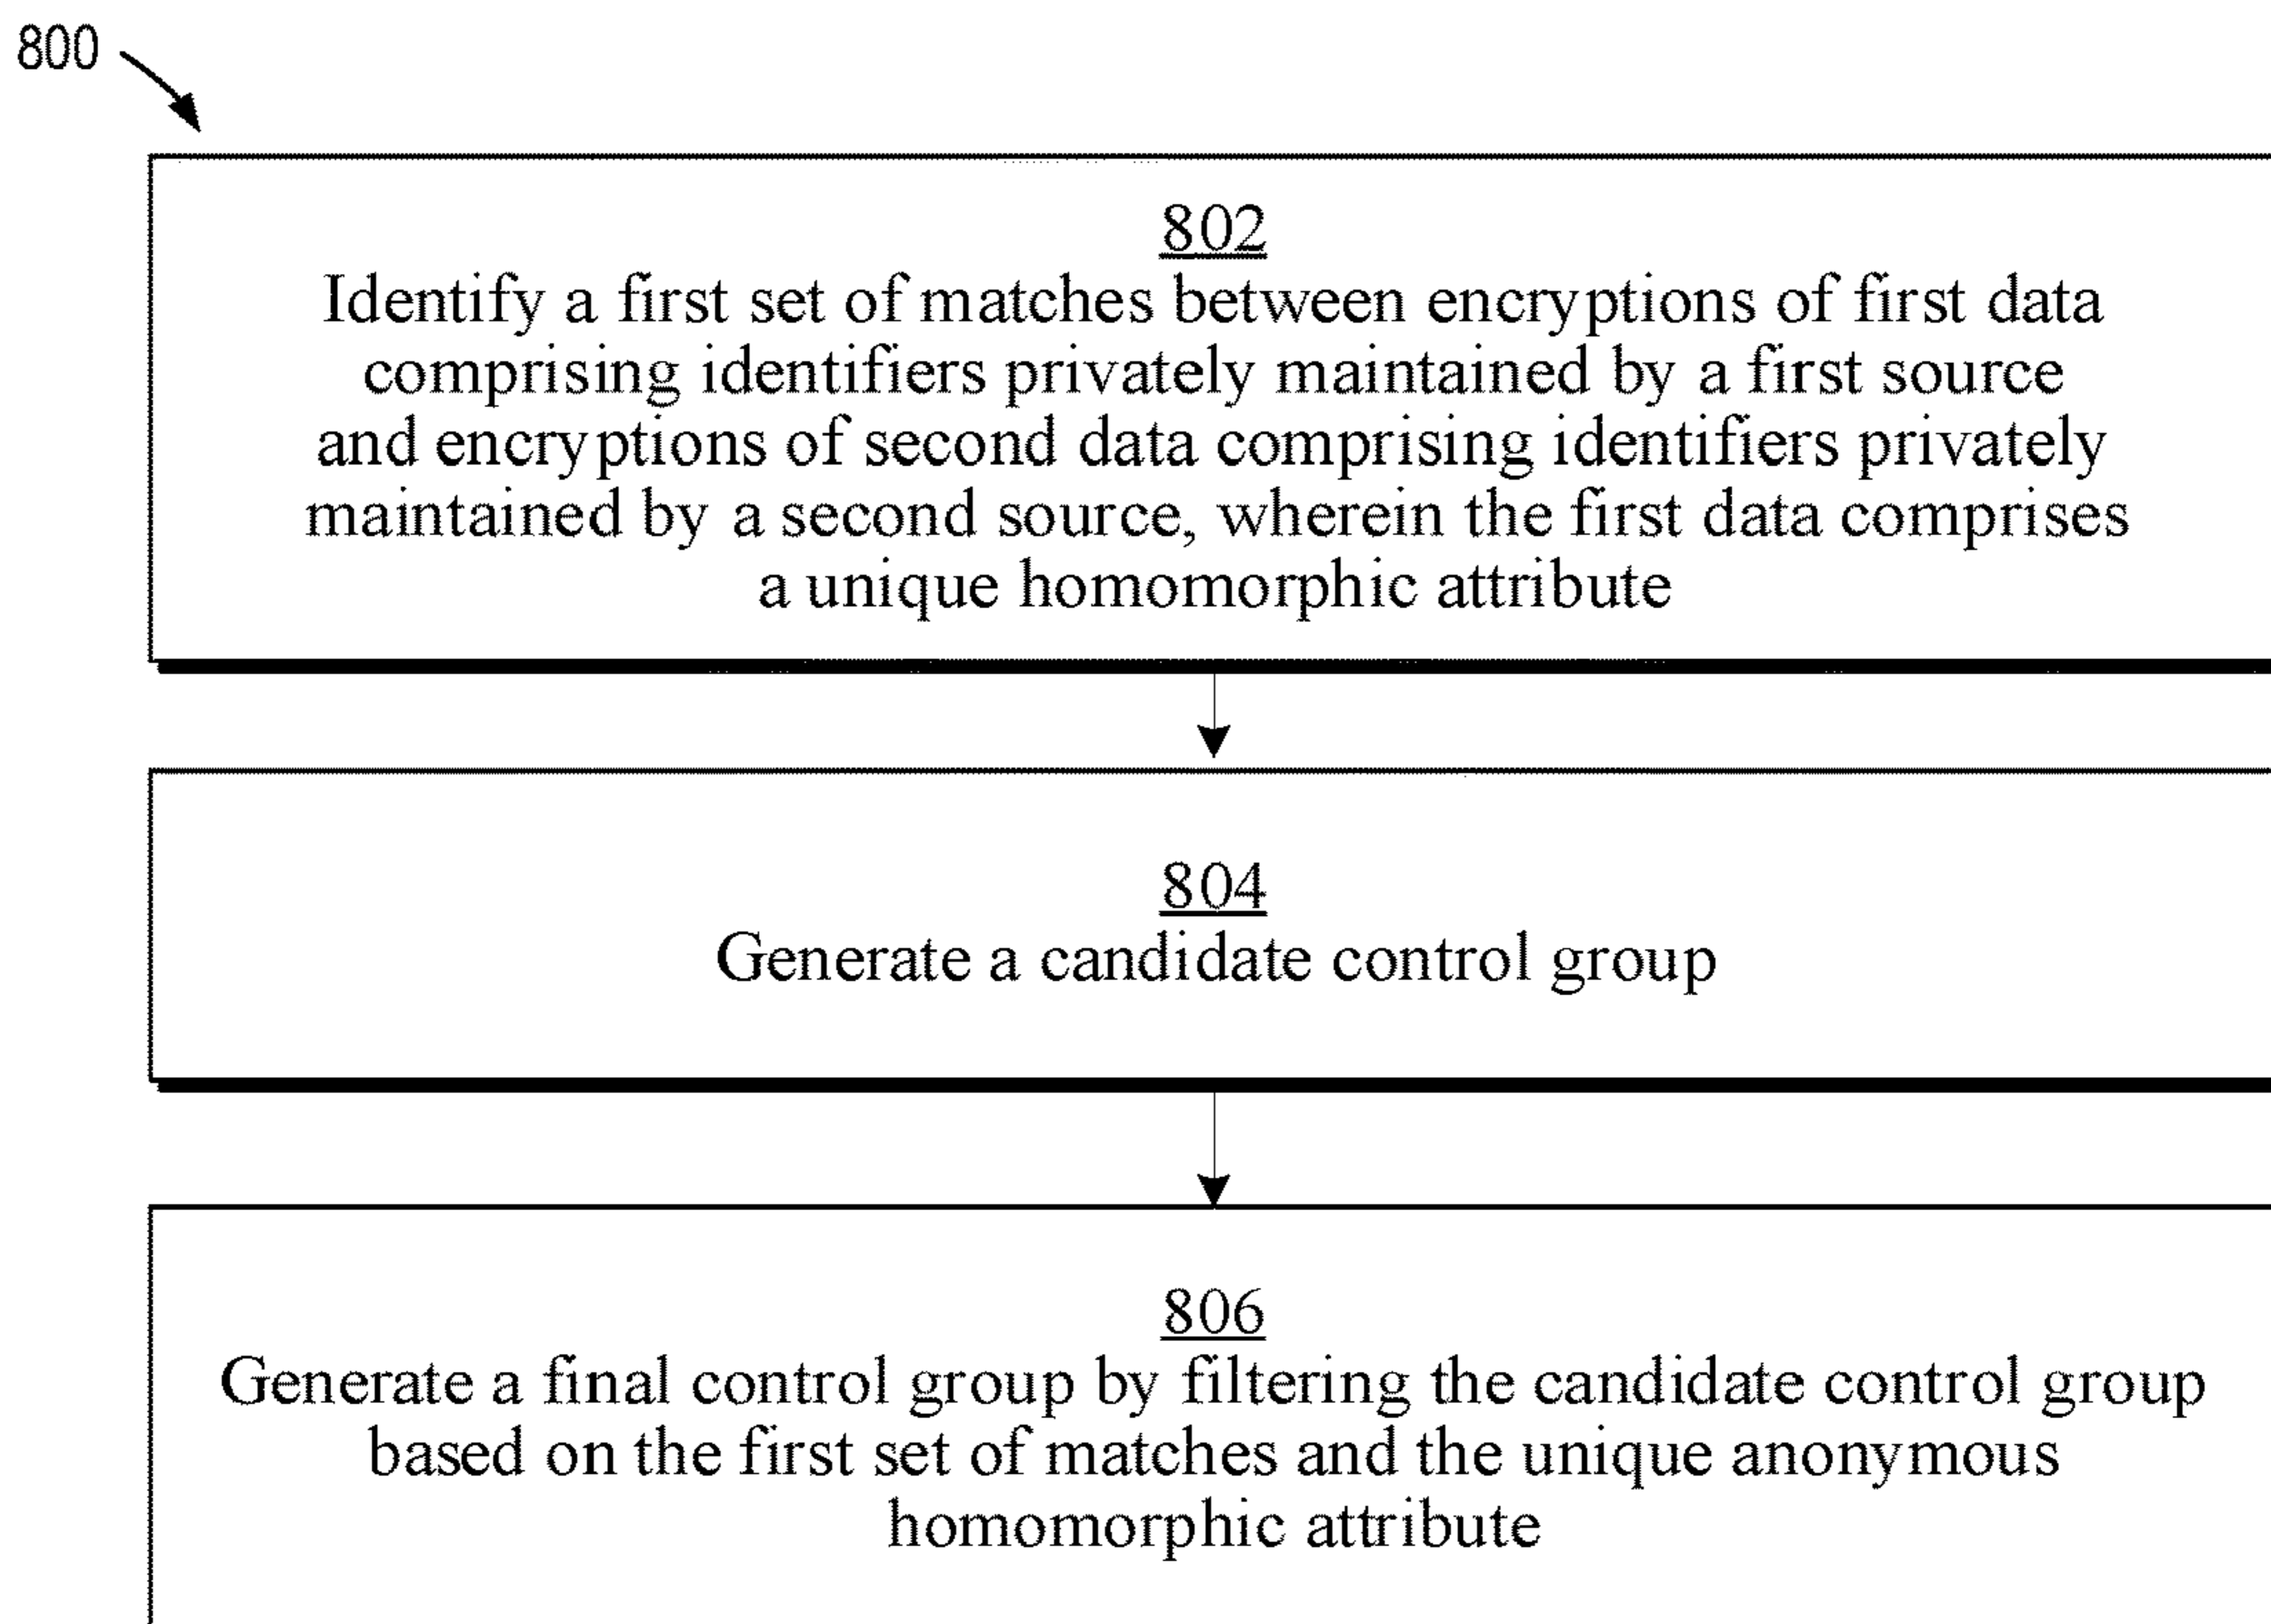 800
802
Identify a first set of matches between encryptions of first data
comprising identifiers privately maintained by a first source
and encryptions of second data comprising identifiers privately
maintained by a second source, wherein the first data comprises
a unique homomorphic attribute
804
Generate a candidate control group
806
Generate a final control group by filtering the candidate control group
based on the first set of matches and the unique anonymous
homomorphic attribute